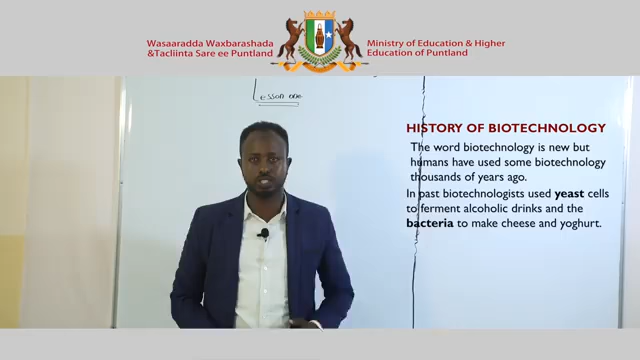 Wasaaradda Waxbarashada
&Tacliinta Sare ee Puntland
Ministry of Education & Higher
Education of Puntland
Lesson one
HISTORY OF BIOTECHNOLOGY
The word biotechnology is new but
humans have used some biotechnology
thousands of years ago.
In past biotechnologists used yeast cells
to ferment alcoholic drinks and the
bacteria to make cheese and yoghurt.